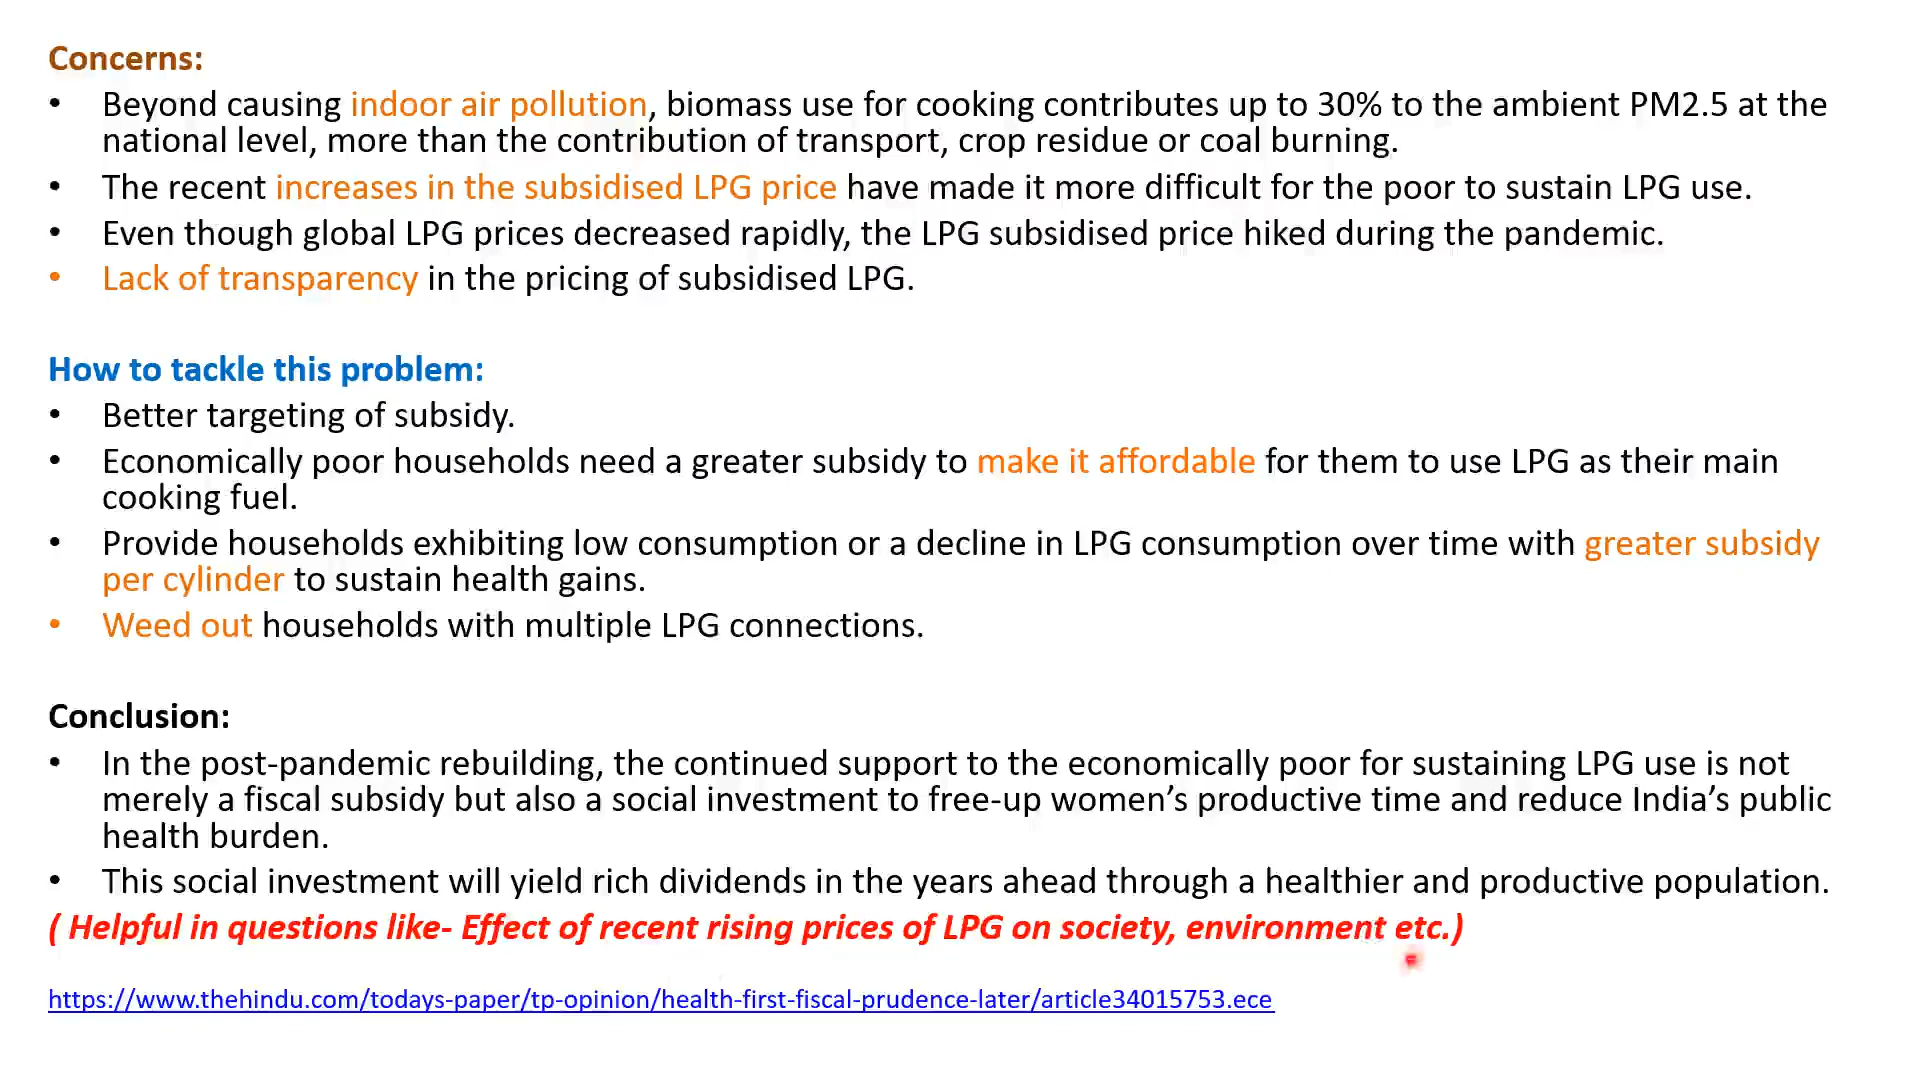 Concerns:
• Beyond causing indoor air pollution, biomass use for cooking contributes up to 30% to the ambient PM2.5 at the
national level, more than the contribution of transport, crop residue or coal burning.
• The recent increases in the subsidised LPG price have made it more difficult for the poor to sustain LPG use.
• Even though global LPG prices decreased rapidly, the LPG subsidised price hiked during the pandemic.
• Lack of transparency in the pricing of subsidised LPG.
How to tackle this problem:
• Better targeting of subsidy.
• Economically poor households need a greater subsidy to make it affordable for them to use LPG as their main
cooking fuel.
• Provide households exhibiting low consumption or a decline in LPG consumption over time with greater subsidy
per cylinder to sustain health gains.
• Weed out households with multiple LPG connections.
Conclusion:
• In the post-pandemic rebuilding, the continued support to the economically poor for sustaining LPG use is not
merely a fiscal subsidy but also a social investment to free-up women’s productive time and reduce India’s public
health burden.
• This social investment will yield rich dividends in the years ahead through a healthier and productive population.
( Helpful in questions like- Effect of recent rising prices of LPG on society, environment etc.)
https://www.thehindu.com/todays-paper/tp-opinion/health-first-fiscal-prudence-later/article34015753.ece